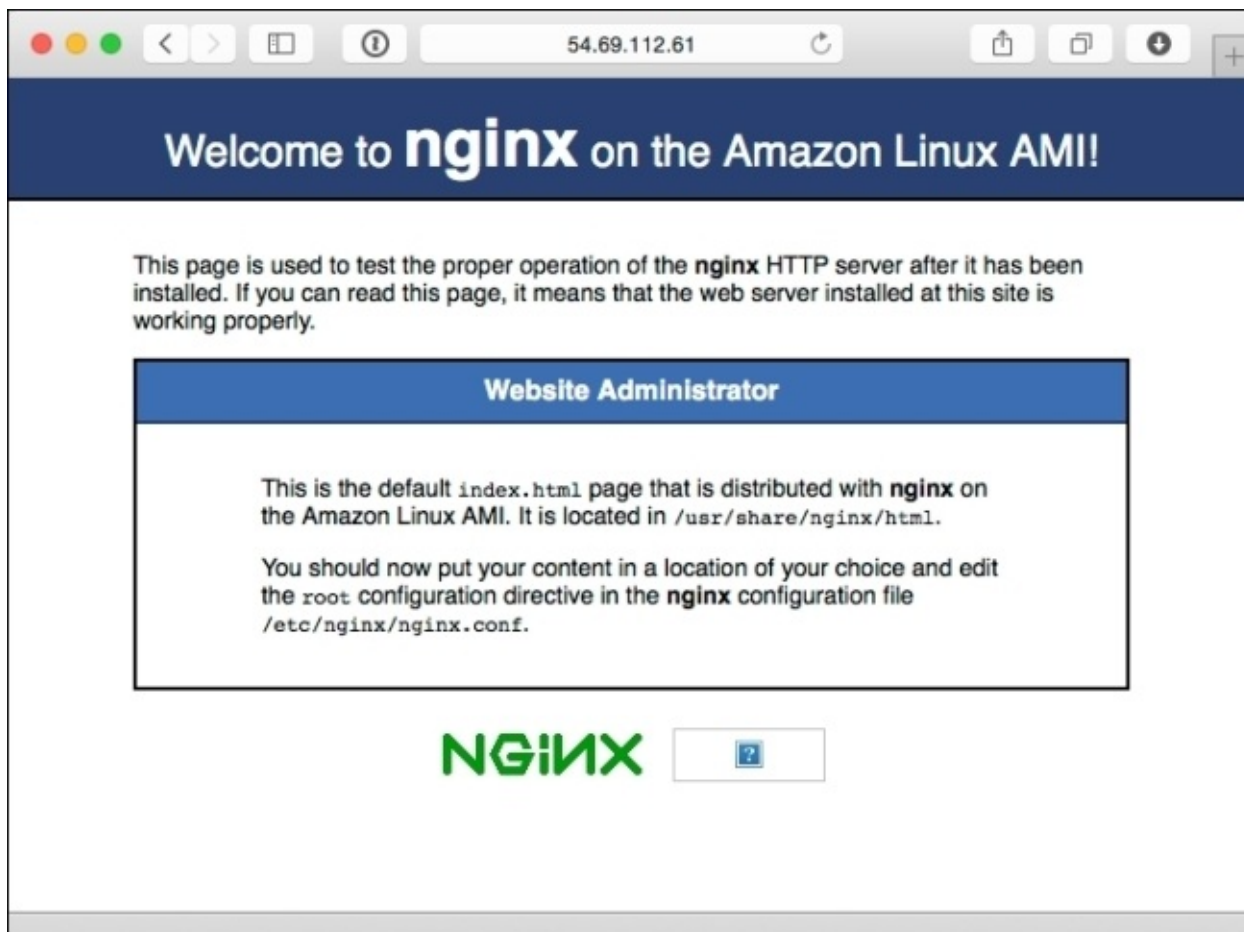 54.69.112.61
Welcome to nginx on the Amazon Linux AMI!
This page is used to test the proper operation of the nginx HTTP server after it has been
installed. If you can read this page, it means that the web server installed at this site is
working properly.
Website Administrator
This is the default index.html page that is distributed with nginx on
the Amazon Linux AMI. It is located in /usr/share/nginx/html.
You should now put your content in a location of your choice and edit
the root configuration directive in the nginx configuration file
/etc/nginx/nginx.conf.
NGINX
?